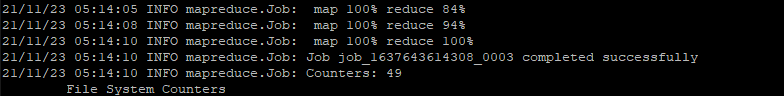 21/11/23 05:14:05 INFO mapreduce.Job:  map 100% reduce 84%
21/11/23 05:14:08 INFO mapreduce.Job:  map 100% reduce 94%
21/11/23 05:14:10 INFO mapreduce.Job:  map 100% reduce 100%
21/11/23 05:14:10 INFO mapreduce.Job: Job job_1637643614308_0003 completed successfully
21/11/23 05:14:10 INFO mapreduce.Job: Counters: 49
File System Counters